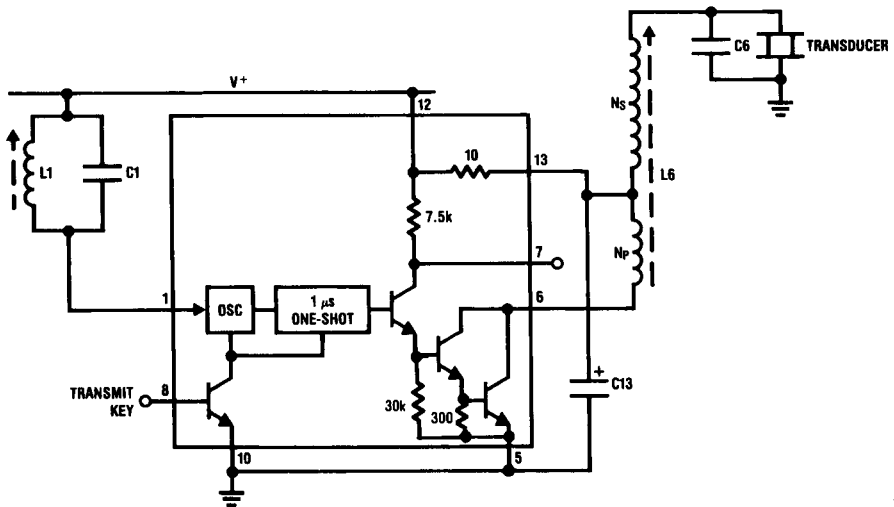 C6
TRANSDUCER
V+
12
NS
10
13
L6
L1
C1
7.5k
7
NP
1
OSC
1 μs
ONE-SHOT
6
TRANSMIT
KEY
8
30k
300
+
C13
10
5